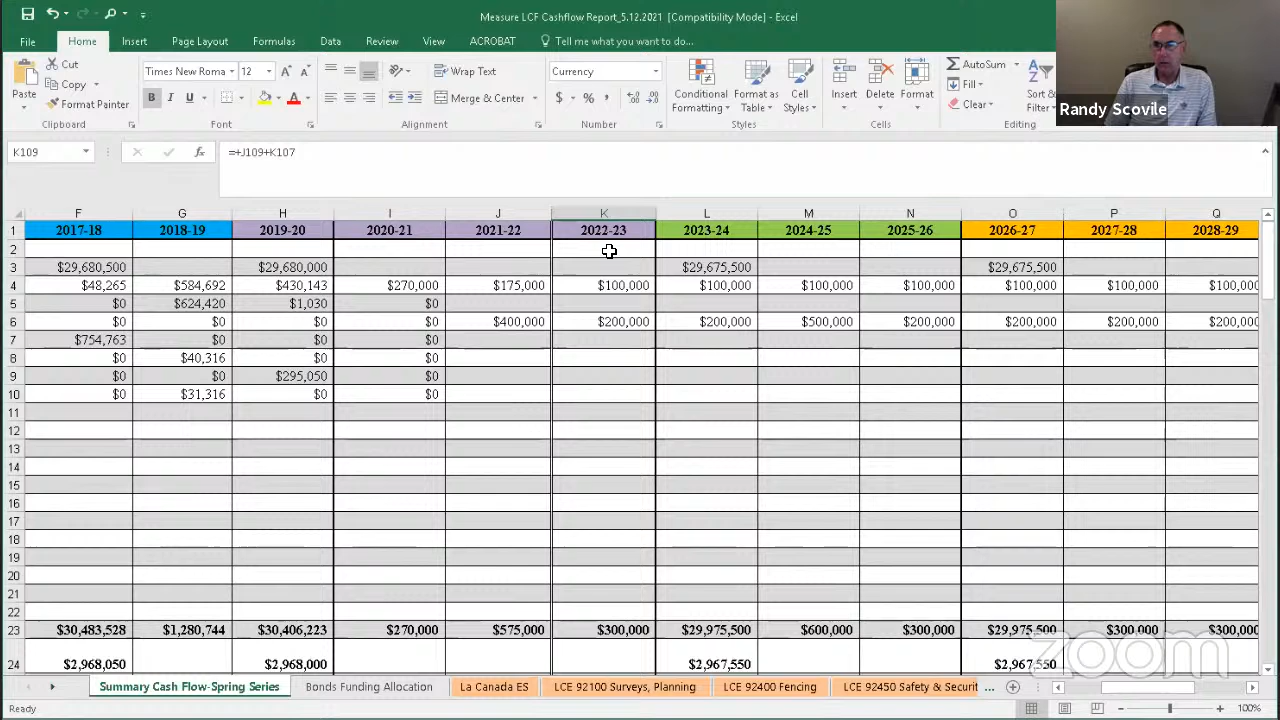 Measure LCF Cashflow Report_5.12.2021 [Compatibility Mode] - Excel
File Home Insert Page Layout Formulas Data Review View ACROBAT Tell me what you want to do...
Randy Scovile
Paste Cut Copy Format Painter Clipboard
Times New Roma 12 B I U A Font
Wrap Text Merge & Center Alignment
Currency $ % , Number
Conditional Formatting Format as Table Cell Styles Styles
Insert Delete Format Cells
AutoSum Fill Clear Sort & Editing
K109 fx =+J109+K107
F G H I J K L M N O P Q
1 2017-18 2018-19 2019-20 2020-21 2021-22 2022-23 2023-24 2024-25 2025-26 2026-27 2027-28 2028-29
2
3 $29,680,500 $29,680,000 $29,675,500 $29,675,500
4 $48,265 $584,692 $430,143 $270,000 $175,000 $100,000 $100,000 $100,000 $100,000 $100,000 $100,000 $100,000
5 $0 $624,420 $1,030 $0
6 $0 $0 $0 $0 $400,000 $200,000 $200,000 $500,000 $200,000 $200,000 $200,000 $200,000
7 $754,763 $0 $0 $0
8 $0 $40,316 $0 $0
9 $0 $0 $295,050 $0
10 $0 $31,316 $0 $0
11
12
13
14
15
16
17
18
19
20
21
22
23 $30,483,528 $1,280,744 $30,406,223 $270,000 $575,000 $300,000 $29,975,500 $600,000 $300,000 $29,975,500 $300,000 $300,000
24 $2,968,050 $2,968,000 $2,967,550 $2,967,550
zoom
Summary Cash Flow-Spring Series Bonds Funding Allocation La Canada ES LCE 92100 Surveys, Planning LCE 92400 Fencing LCE 92450 Safety & Securit ...
Ready 100%